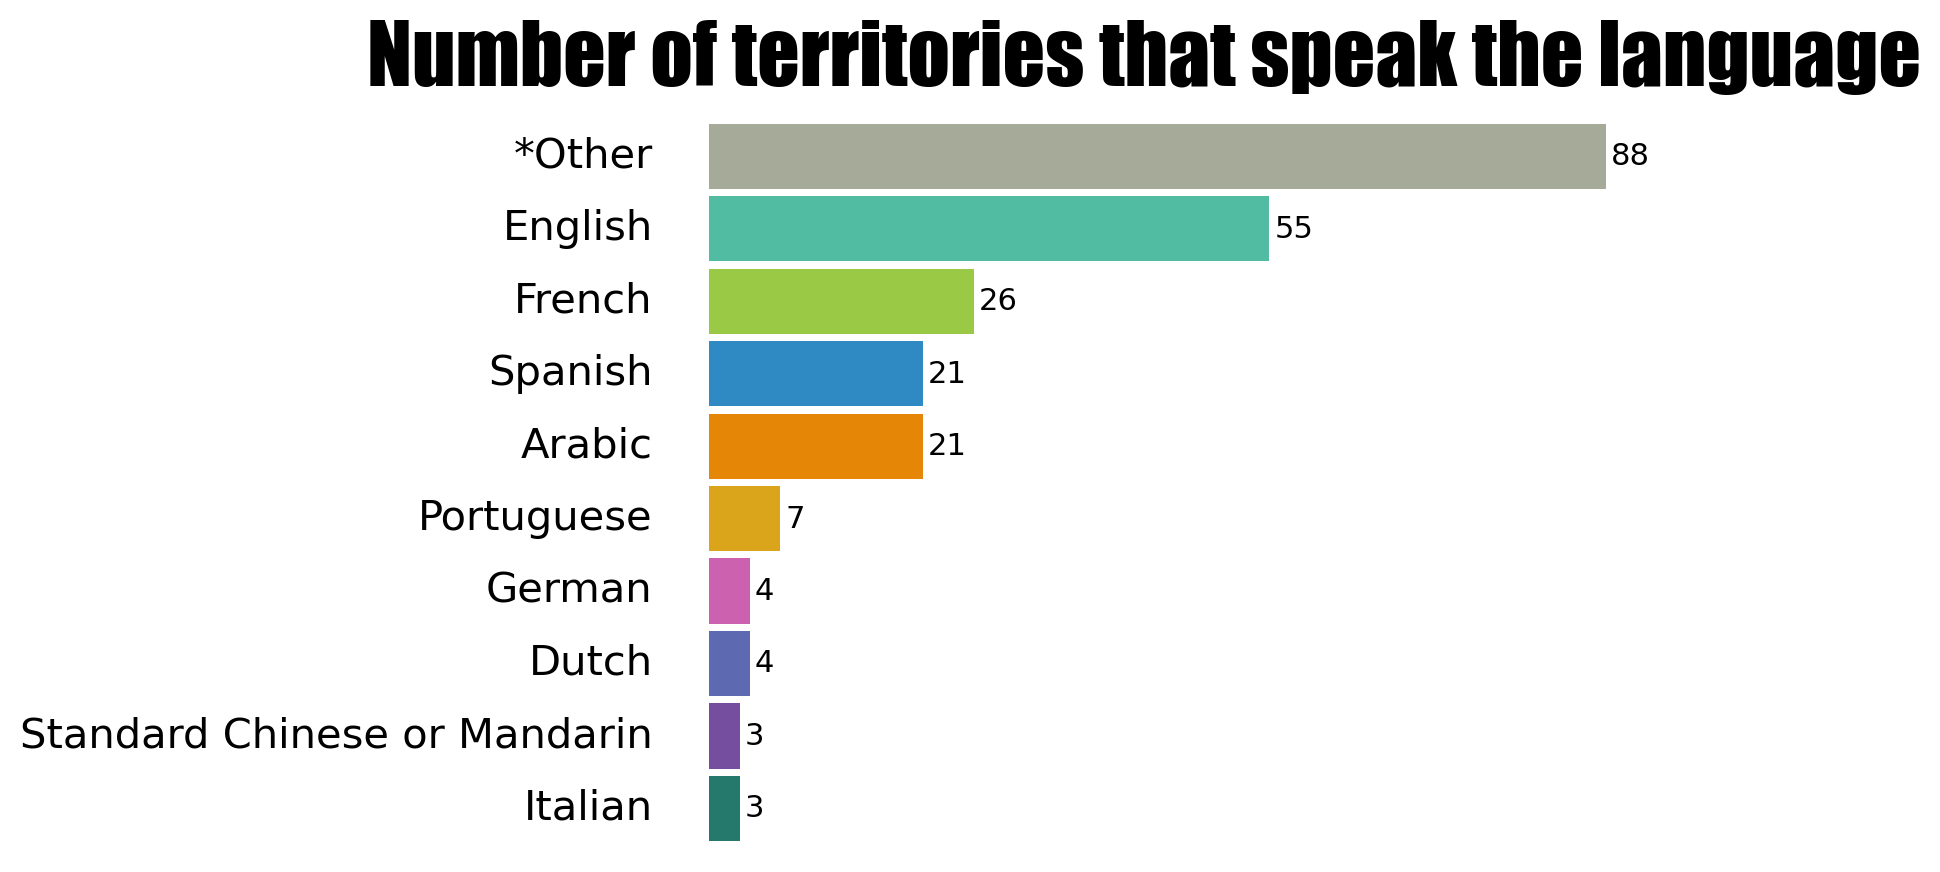 Number of territories that speak the language
*Other 88
English 55
French 26
Spanish 21
Arabic 21
Portuguese 7
German 4
Dutch 4
Standard Chinese or Mandarin 3
Italian 3